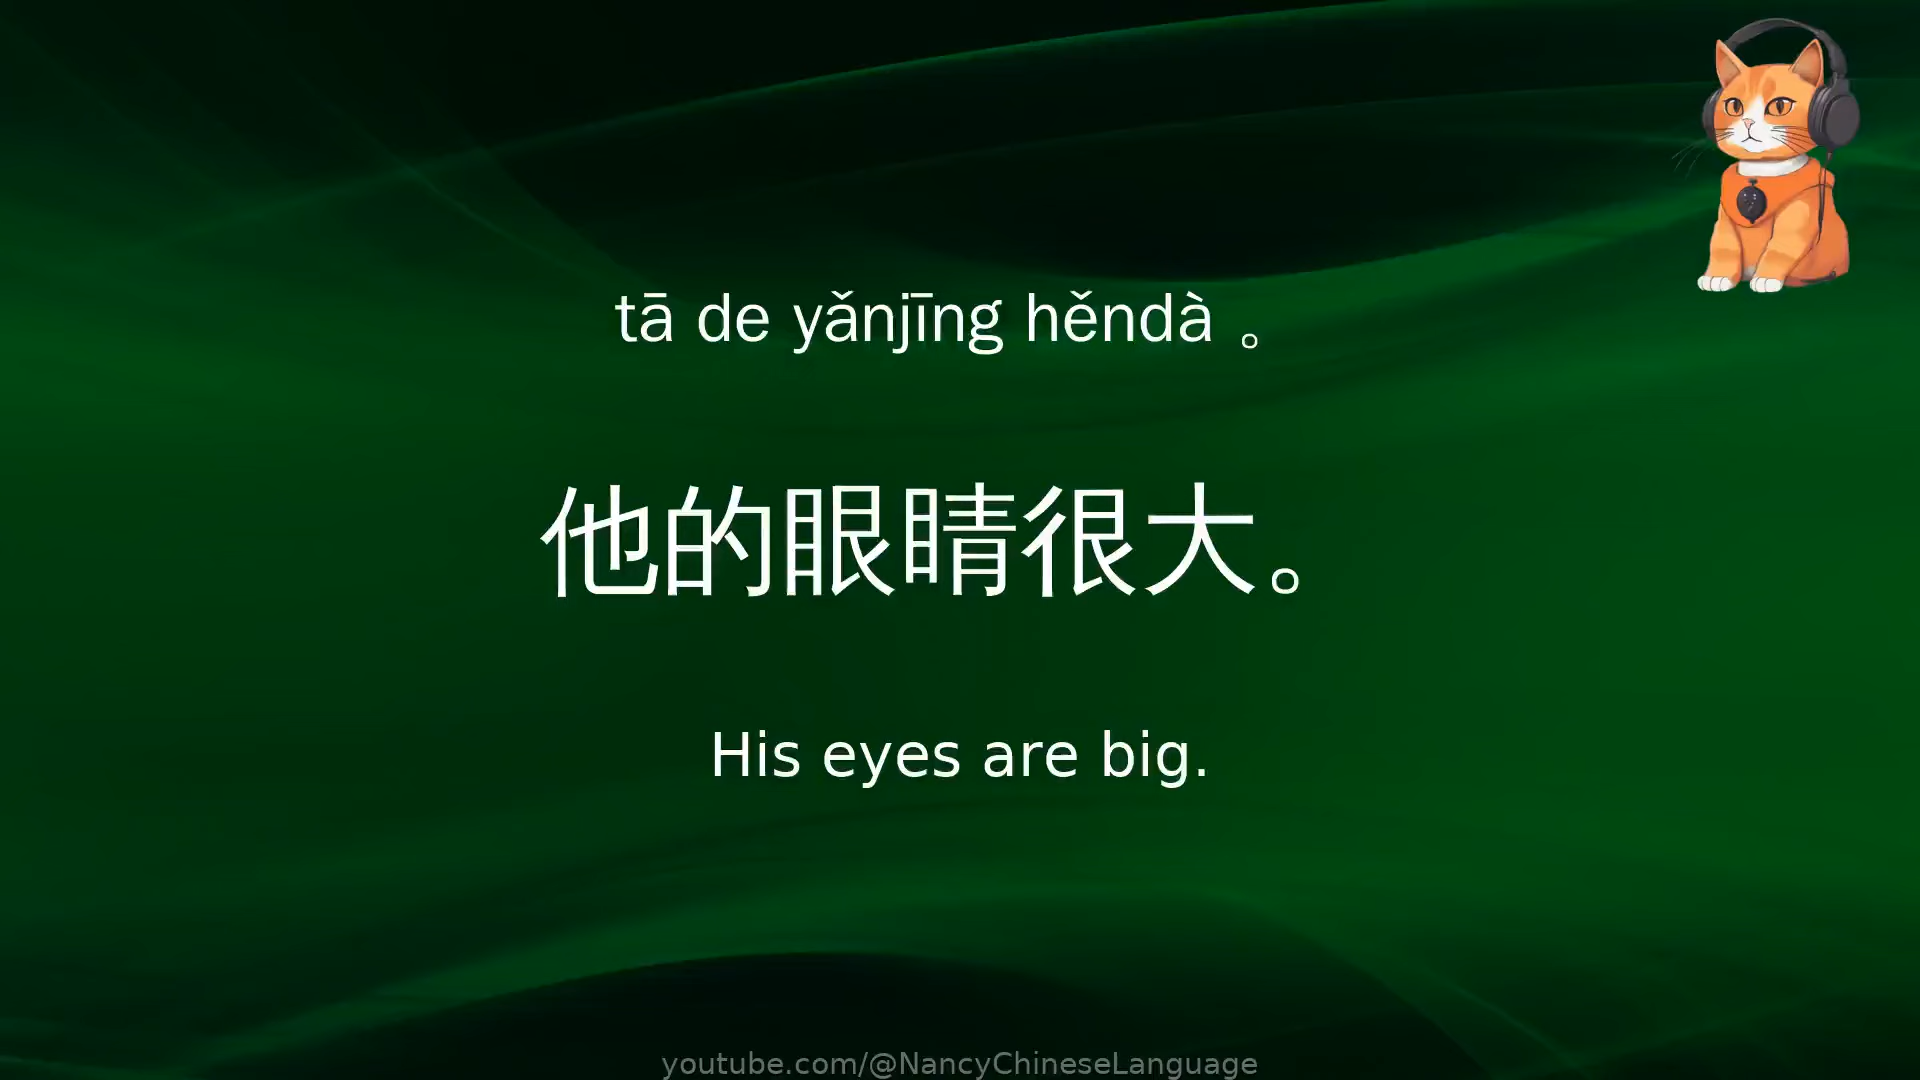 tā de yǎnjīng hěndà 。
他的眼睛很大。
His eyes are big.
youtube.com/@NancyChineseLanguage